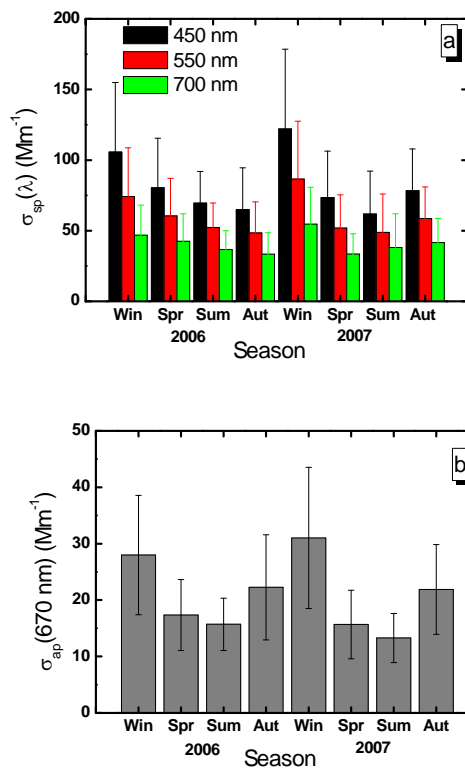 200
150
100
50
0
σsp(λ) (Mm-1)
450 nm
550 nm
700 nm
a
Win Spr Sum Aut Win Spr Sum Aut
2006 2007
Season
50
40
30
20
10
0
σap(670 nm) (Mm-1)
b
Win Spr Sum Aut Win Spr Sum Aut
2006 2007
Season